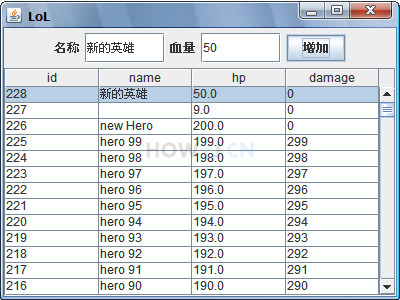 LoL
名称 新的英雄 血量 50 增加
id name hp damage
228 新的英雄 50.0 0
227 9.0 0
226 new Hero 200.0 0
225 hero 99 199.0 299
224 hero 98 198.0 298
223 hero 97 197.0 297
222 hero 96 196.0 296
221 hero 95 195.0 295
220 hero 94 194.0 294
219 hero 93 193.0 293
218 hero 92 192.0 292
217 hero 91 191.0 291
216 hero 90 190.0 290